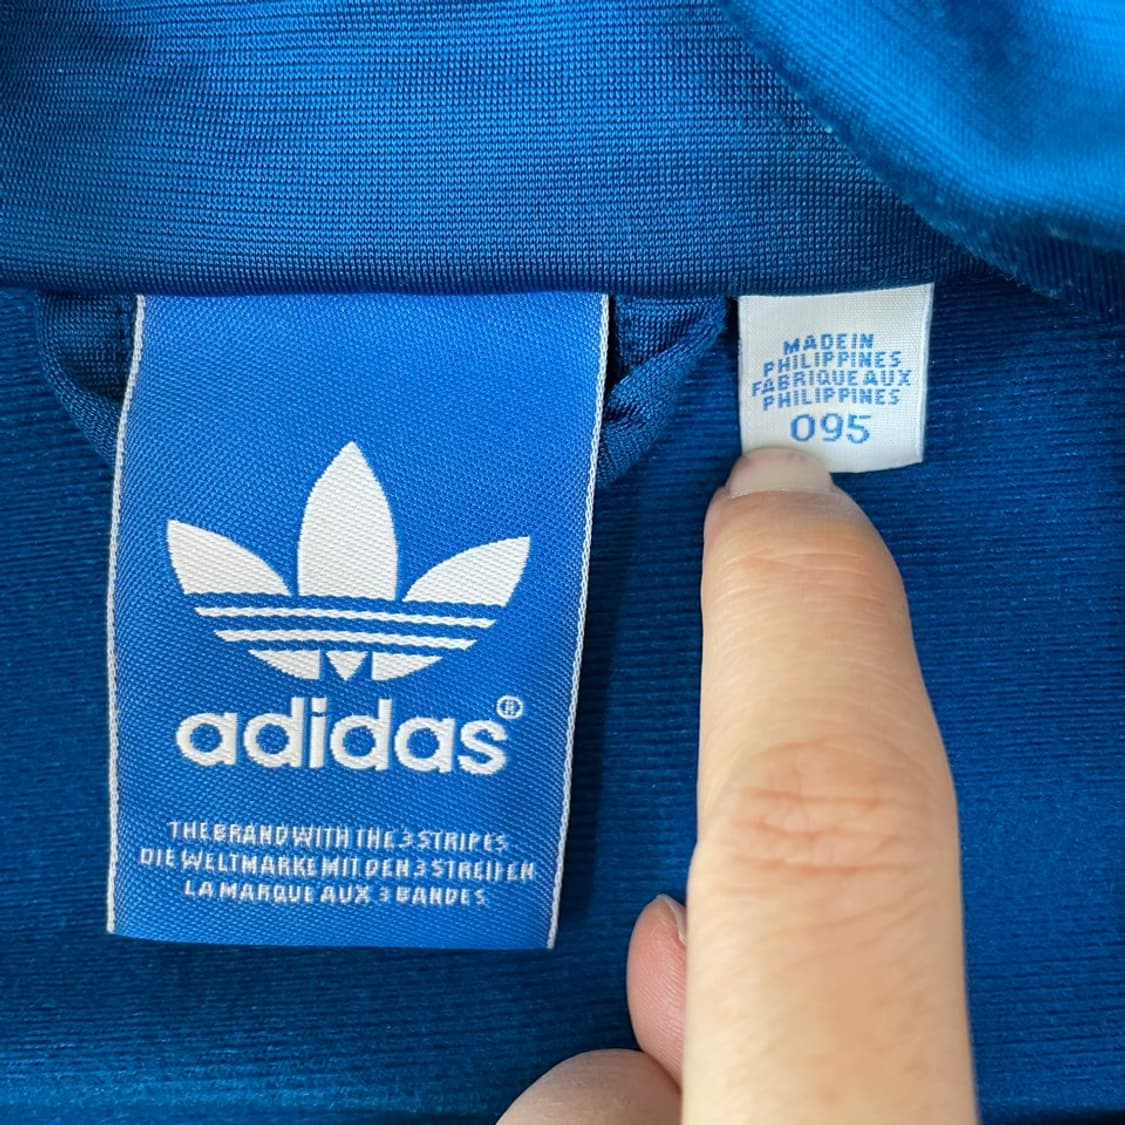 adidas®
THE BRAND WITH THE 3 STRIPES
DIE WELTMARKE MIT DEN 3 STREIFEN
LA MARQUE AUX 3 BANDES
MADE IN
PHILIPPINES
FABRIQUE AUX
PHILIPPINES
095